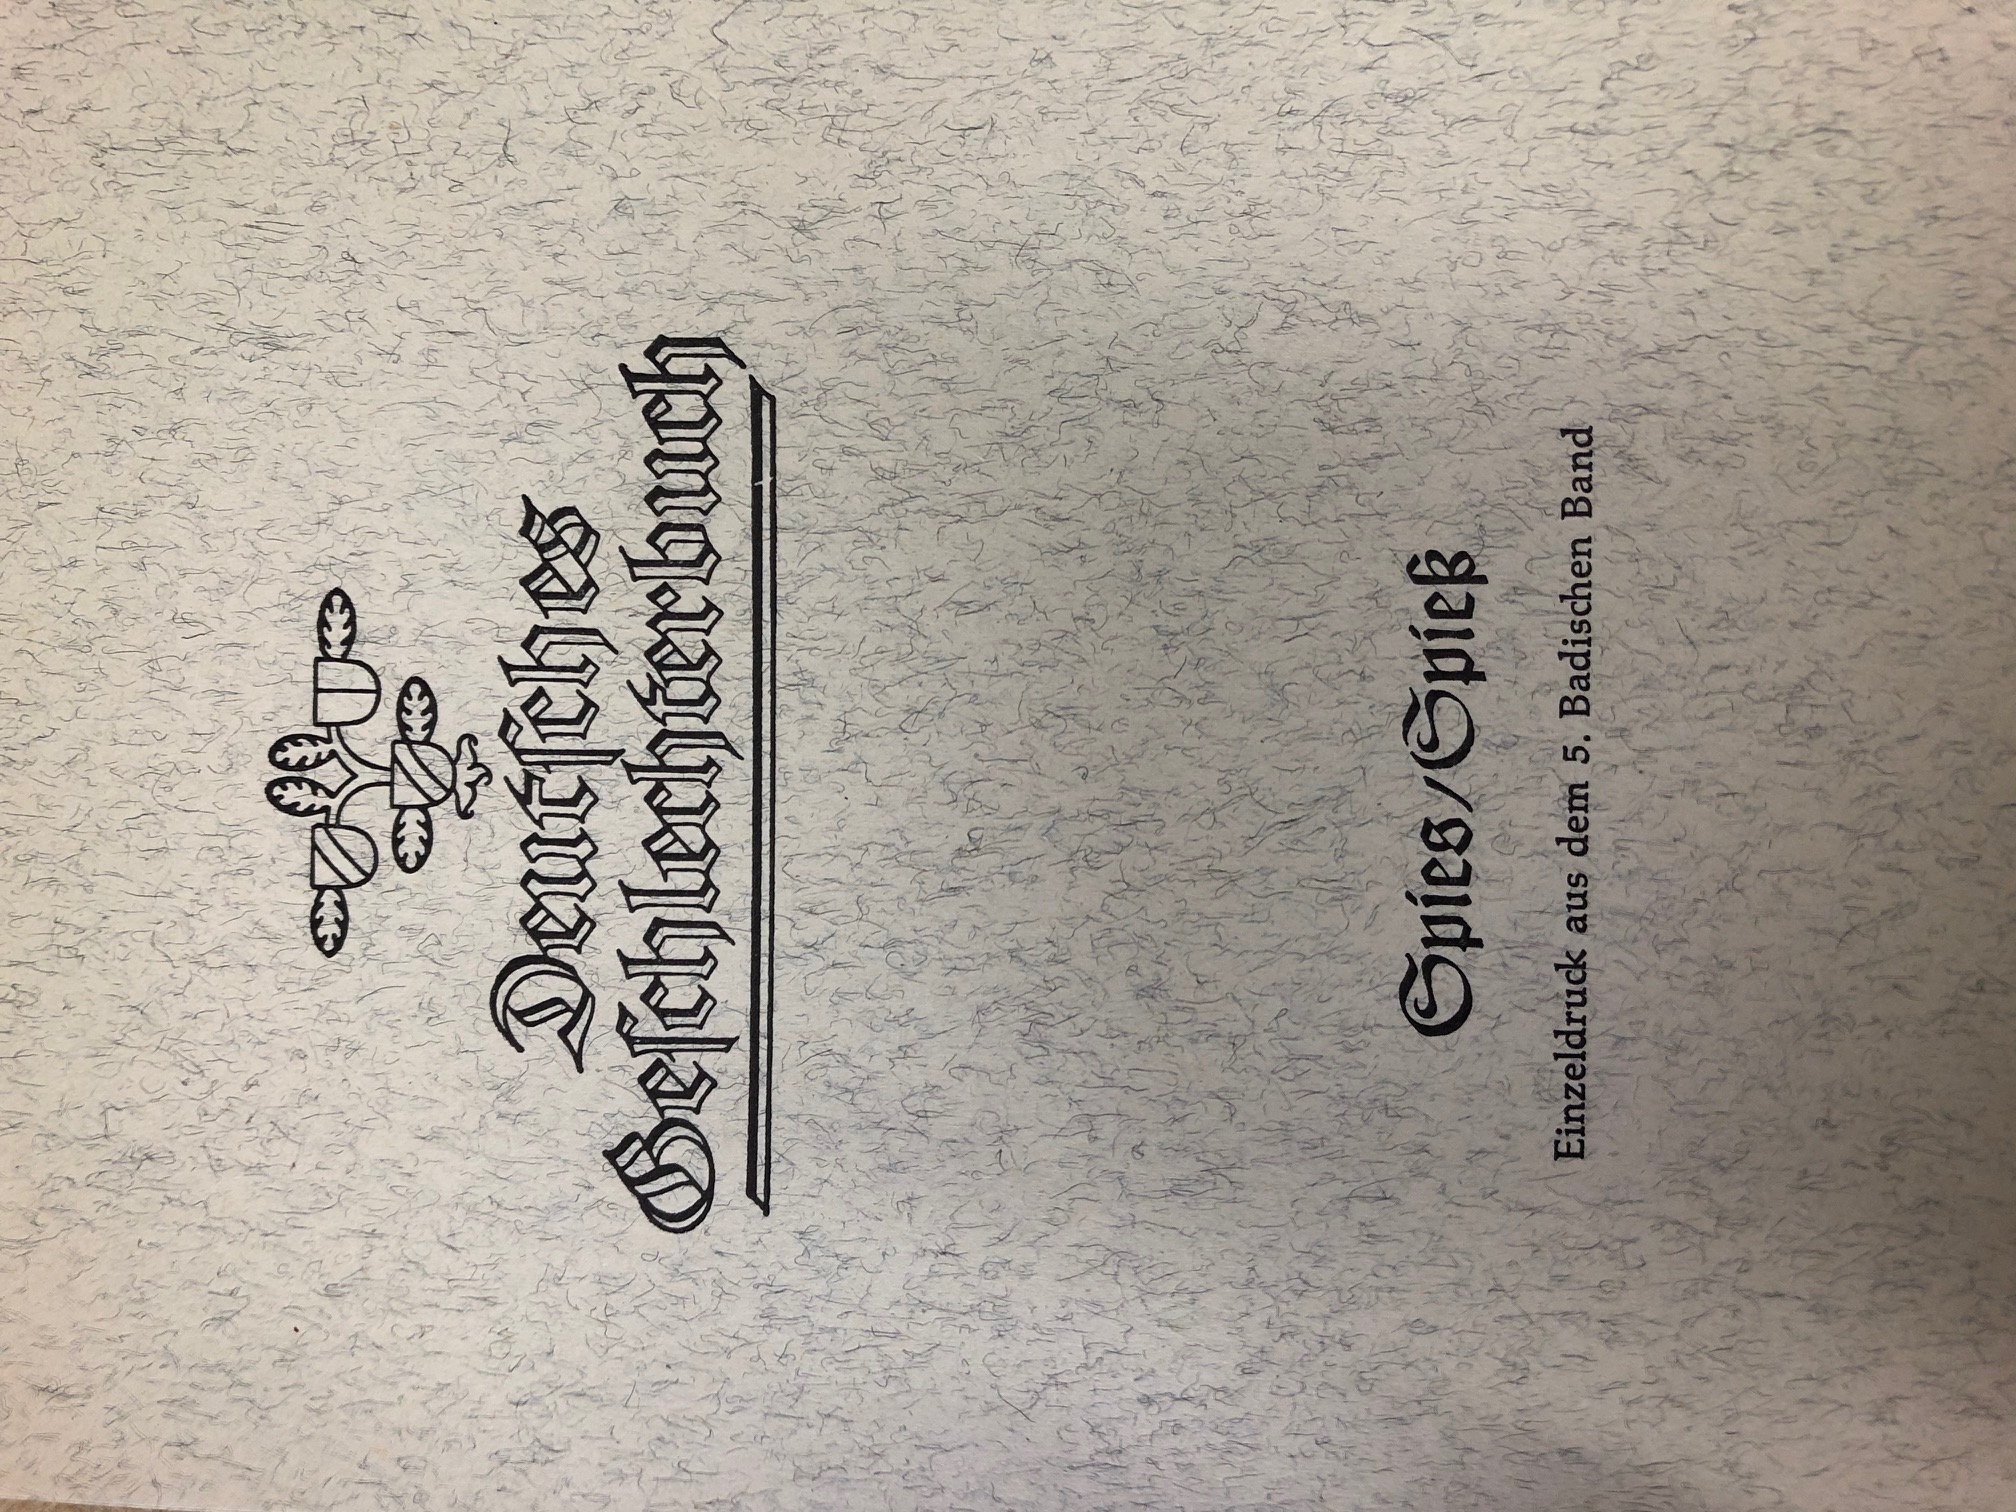 Deutſches
Geſchlechterbuch
Spies/Spieß
Einzeldruck aus dem 5. Badischen Band